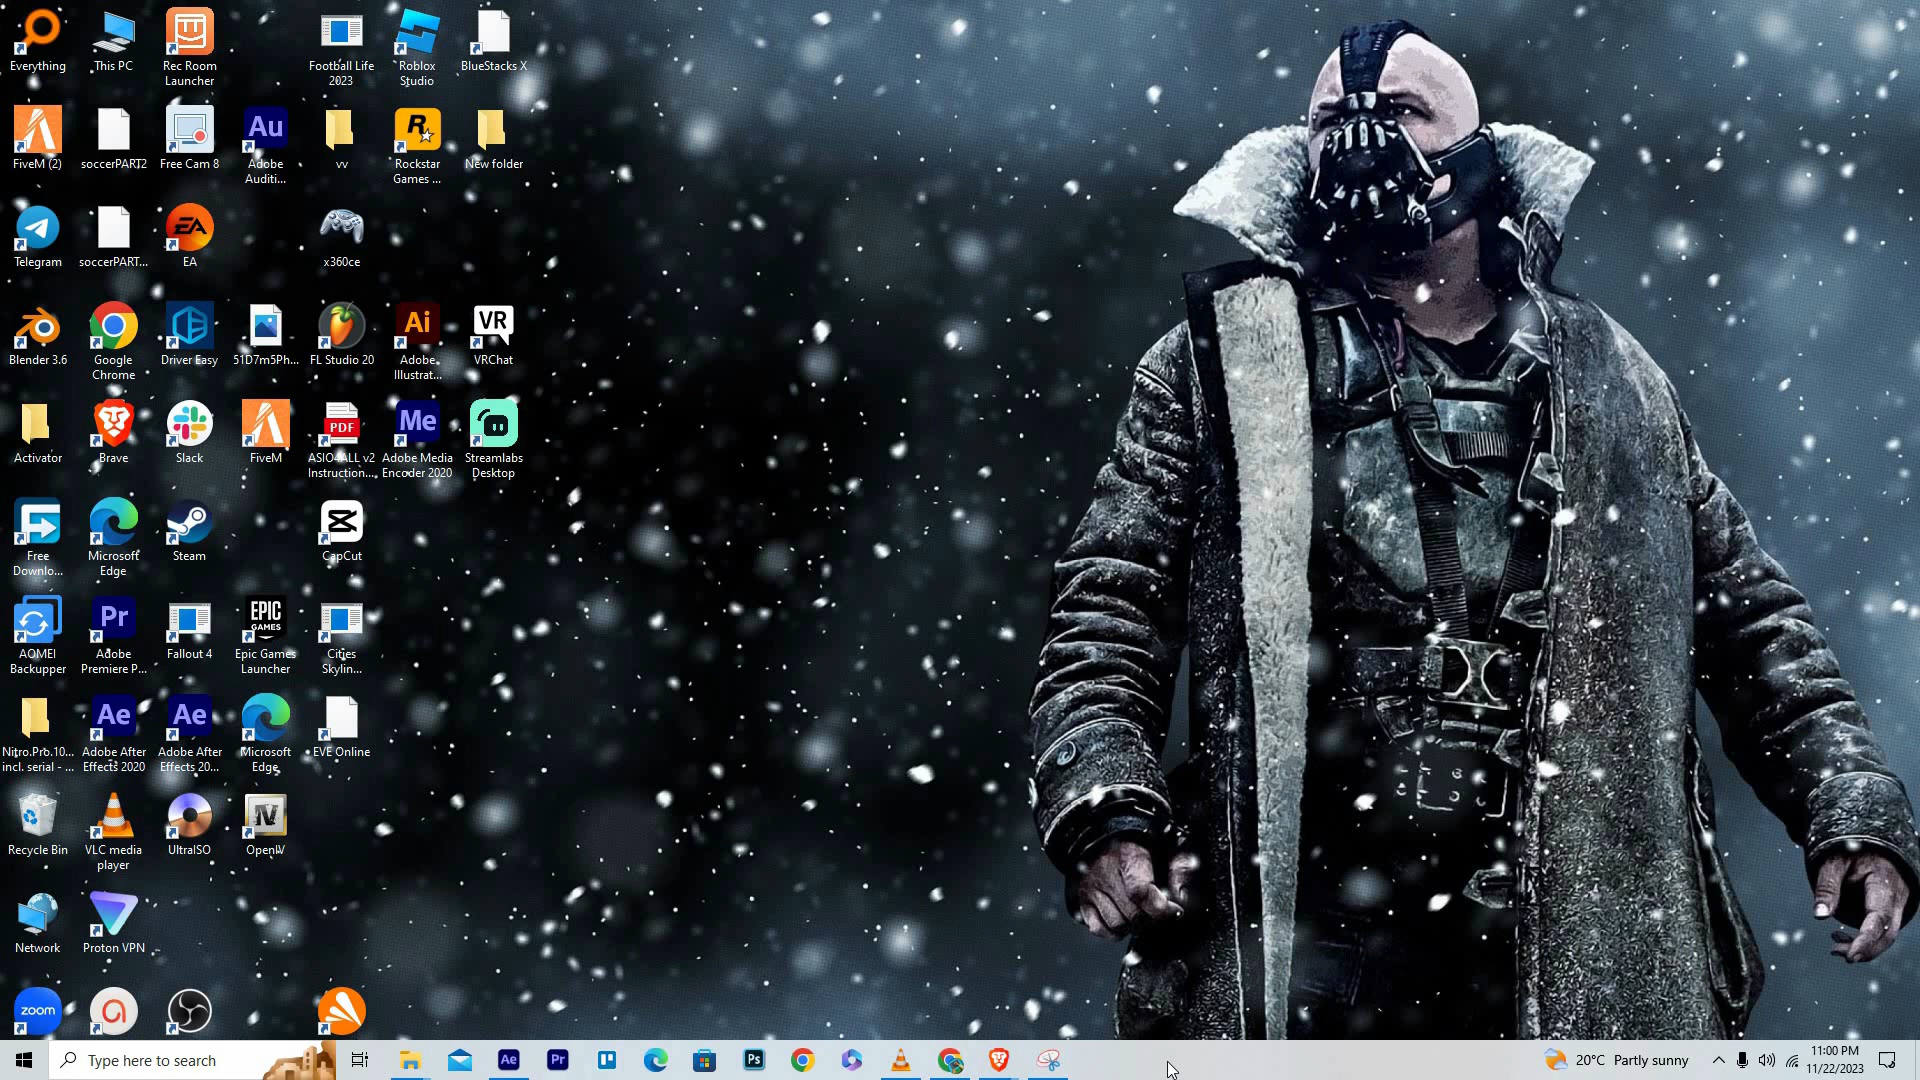 Everything
This PC
Rec Room
Launcher
Football Life
2023
Roblox
Studio
BlueStacks X
FiveM (2)
soccerPART2
Free Cam 8
Au
Adobe
Auditi...
vv
R
Rockstar
Games ...
New folder
Telegram
soccerPART...
EA
EA
x360ce
Blender 3.6
Google
Chrome
Driver Easy
51D7m5Ph...
FL Studio 20
Ai
Adobe
Illustrat...
VR
VRChat
Activator
Brave
Slack
FiveM
PDF
ASIO4ALL v2
Instruction...
Me
Adobe Media
Encoder 2020
Streamlabs
Desktop
Free
Downlo...
Microsoft
Edge
Steam
CapCut
AOMEI
Backupper
Pr
Adobe
Premiere P...
Fallout 4
EPIC
GAMES
Epic Games
Launcher
Cities
Skylin...
Nitro.Pro.10...
incl. serial - ...
Ae
Adobe After
Effects 2020
Ae
Adobe After
Effects 20...
Microsoft
Edge
EVE Online
Recycle Bin
VLC media
player
UltraISO
OpenIV
Network
Proton VPN
zoom
Type here to search
Ae
Pr
Ps
20°C Partly sunny
11:00 PM
11/22/2023